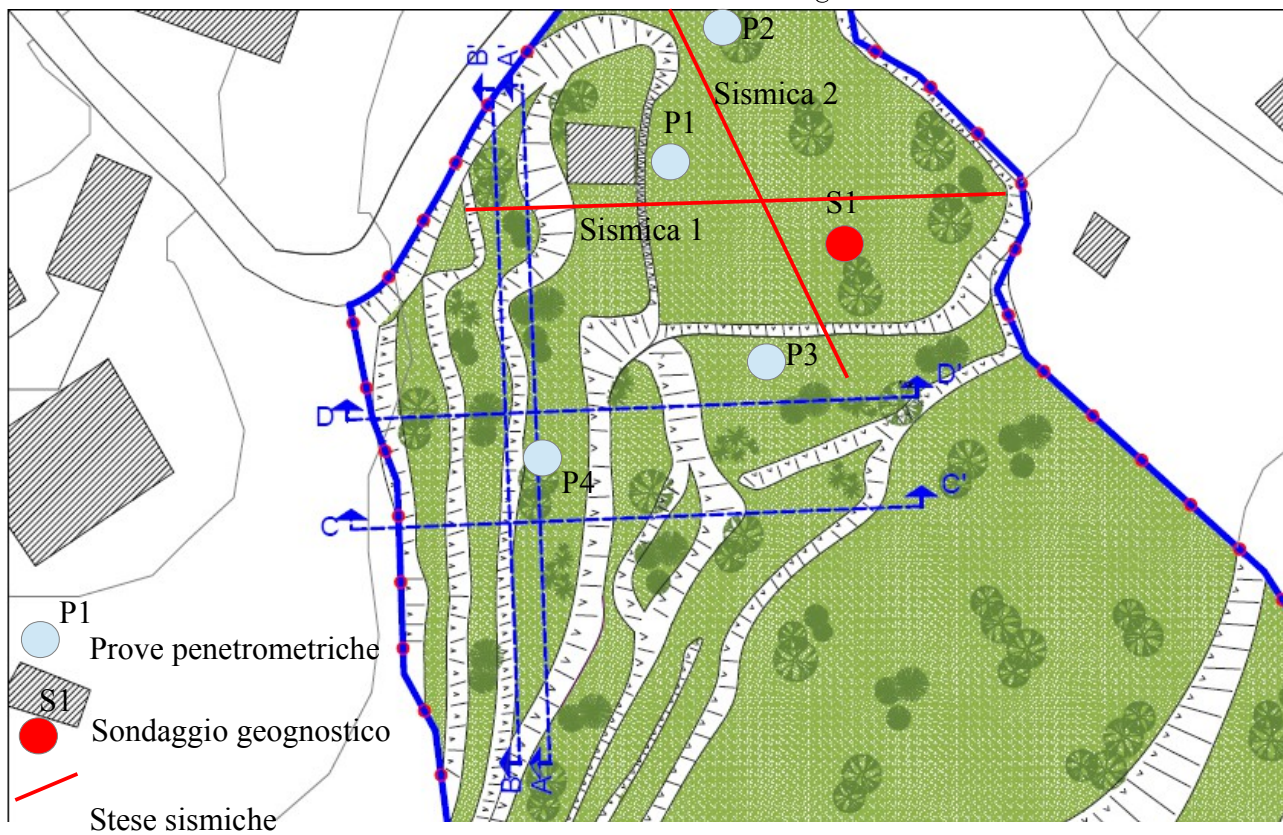 P2
B'
A'
Sismica 2
P1
S1
Sismica 1
P3
D
D'
P4
C
C'
B
A
P1
Prove penetrometriche
S1
Sondaggio geognostico
Stese sismiche